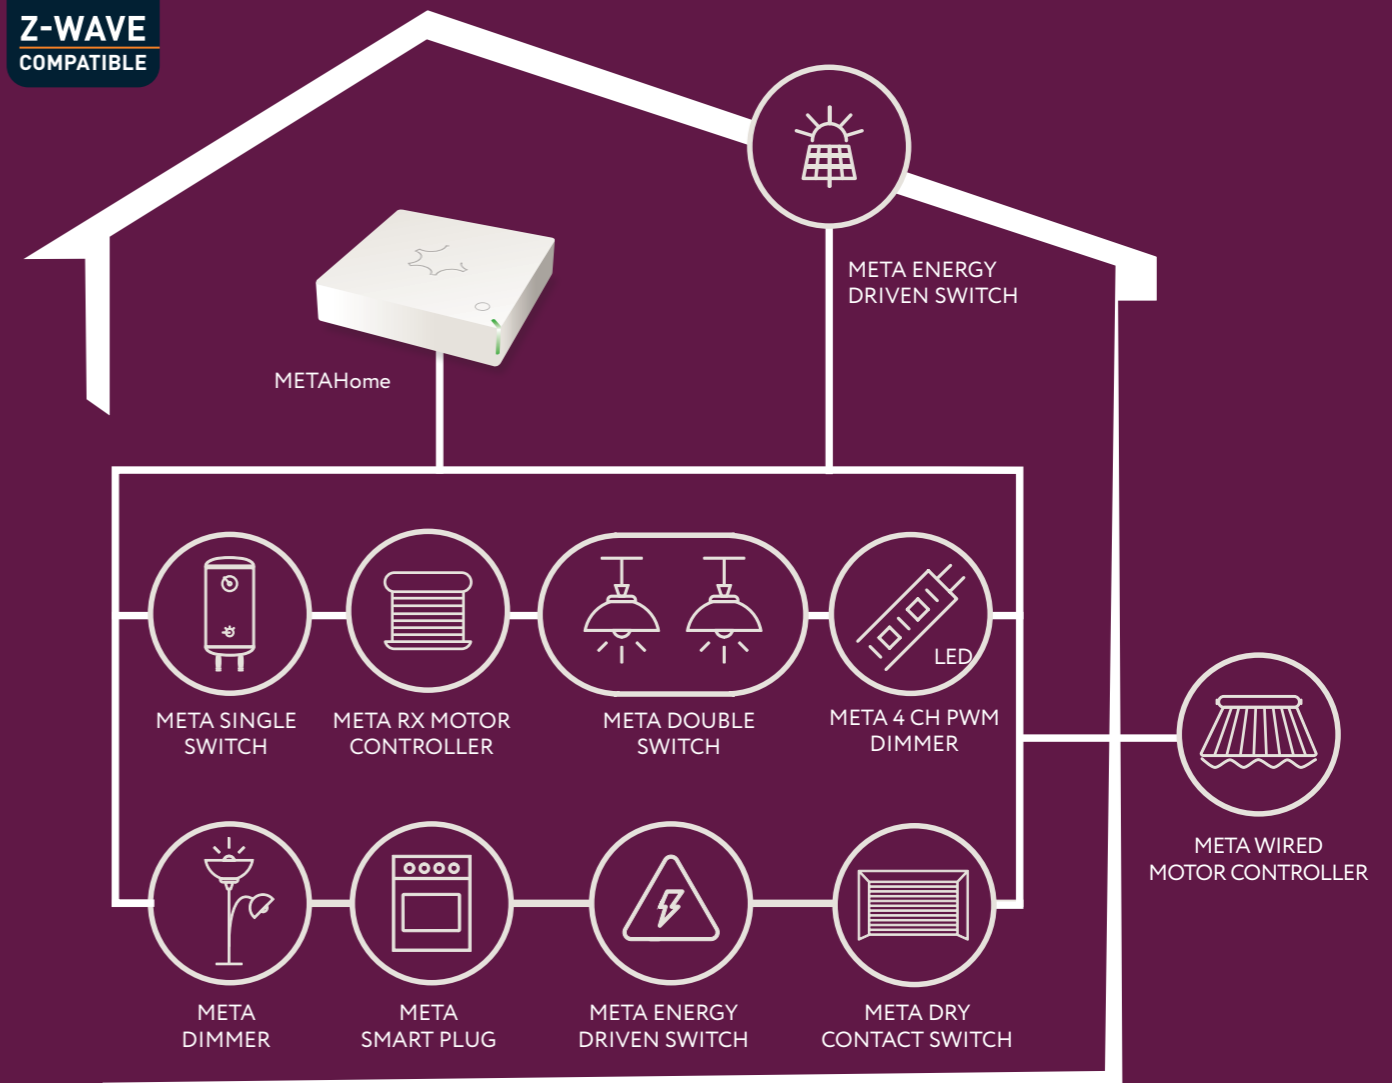 Z-WAVE
COMPATIBLE
META ENERGY
DRIVEN SWITCH
METAHome
LED
META SINGLE
SWITCH
META RX MOTOR
CONTROLLER
META DOUBLE
SWITCH
META 4 CH PWM
DIMMER
META WIRED
MOTOR CONTROLLER
META
DIMMER
META
SMART PLUG
META ENERGY
DRIVEN SWITCH
META DRY
CONTACT SWITCH